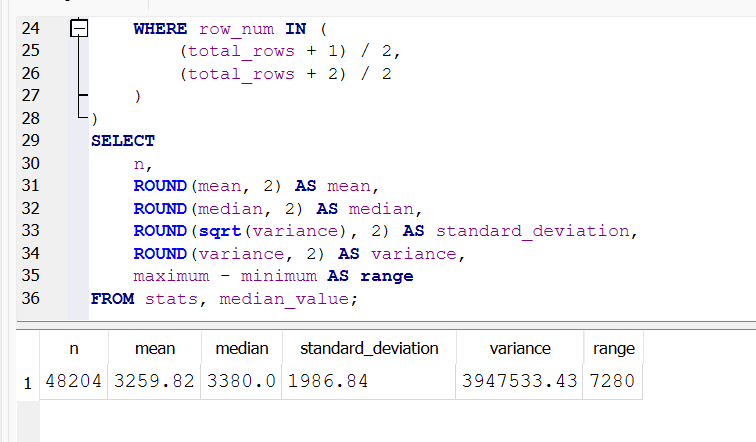 24 WHERE row_num IN (
25 (total_rows + 1) / 2,
26 (total_rows + 2) / 2
27 )
28 )
29 SELECT
30 n,
31 ROUND(mean, 2) AS mean,
32 ROUND(median, 2) AS median,
33 ROUND(sqrt(variance), 2) AS standard_deviation,
34 ROUND(variance, 2) AS variance,
35 maximum - minimum AS range
36 FROM stats, median_value;
n mean median standard_deviation variance range
1 48204 3259.82 3380.0 1986.84 3947533.43 7280